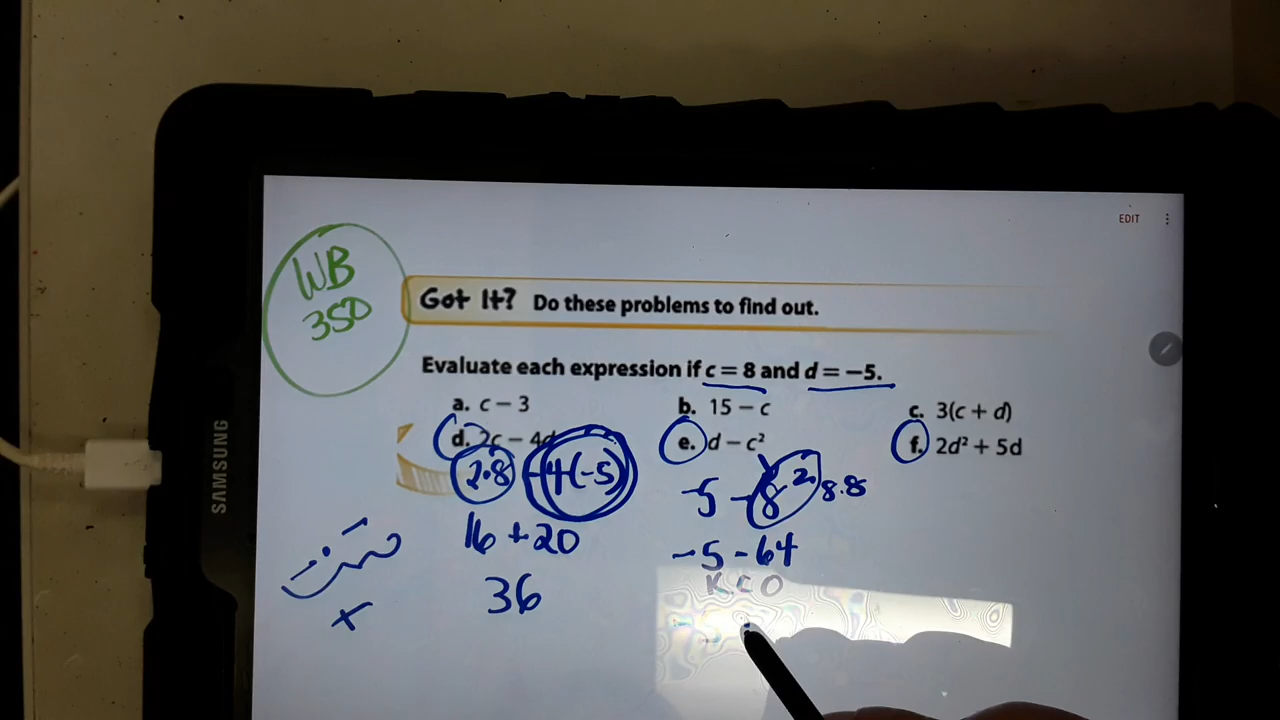 SAMSUNG
EDIT
WB
350
Got It? Do these problems to find out.
Evaluate each expression if c = 8 and d = −5.
a. c − 3
b. 15 − c
c. 3(c + d)
d. 2c − 4d
e. d − c²
f. 2d² + 5d
2·8 −4(−5)
−5 −8² 8·8
16 + 20
−5 − 64
K C O
36
− · −
+